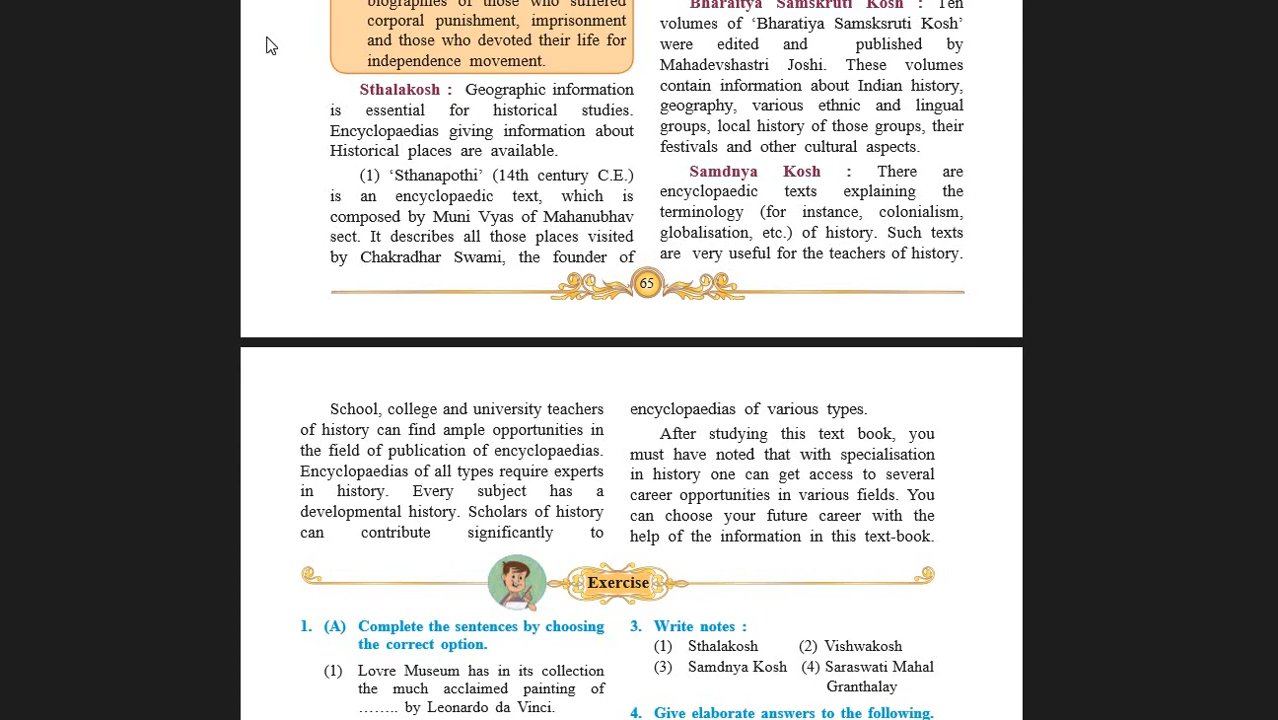 biographies of those who suffered
corporal punishment, imprisonment
and those who devoted their life for
independence movement.
Sthalakosh : Geographic information
is essential for historical studies.
Encyclopaedias giving information about
Historical places are available.
(1) ‘Sthanapothi’ (14th century C.E.)
is an encyclopaedic text, which is
composed by Muni Vyas of Mahanubhav
sect. It describes all those places visited
by Chakradhar Swami, the founder of
Bharaitya Samskruti Kosh : Ten
volumes of ‘Bharatiya Samsksruti Kosh’
were edited and published by
Mahadevshastri Joshi. These volumes
contain information about Indian history,
geography, various ethnic and lingual
groups, local history of those groups, their
festivals and other cultural aspects.
Samdnya Kosh : There are
encyclopaedic texts explaining the
terminology (for instance, colonialism,
globalisation, etc.) of history. Such texts
are very useful for the teachers of history.
65
School, college and university teachers
of history can find ample opportunities in
the field of publication of encyclopaedias.
Encyclopaedias of all types require experts
in history. Every subject has a
developmental history. Scholars of history
can contribute significantly to
encyclopaedias of various types.
After studying this text book, you
must have noted that with specialisation
in history one can get access to several
career opportunities in various fields. You
can choose your future career with the
help of the information in this text-book.
Exercise
1. (A) Complete the sentences by choosing
the correct option.
(1) Lovre Museum has in its collection
the much acclaimed painting of
........ by Leonardo da Vinci.
3. Write notes :
(1) Sthalakosh (2) Vishwakosh
(3) Samdnya Kosh (4) Saraswati Mahal
Granthalay
4. Give elaborate answers to the following.